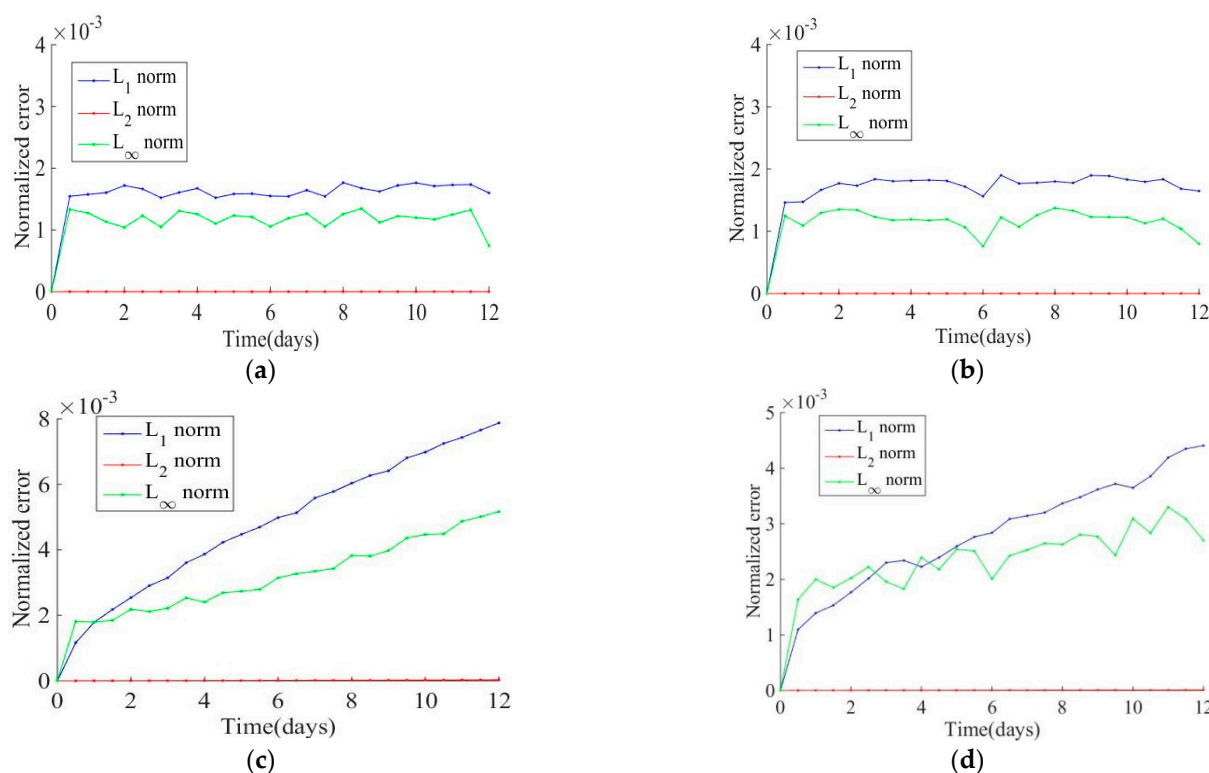 ×10⁻³
4
3
2
1
0
Normalized error
L₁ norm
L₂ norm
L∞ norm
0 2 4 6 8 10 12
Time(days)
(a)
×10⁻³
4
3
2
1
0
Normalized error
L₁ norm
L₂ norm
L∞ norm
0 2 4 6 8 10 12
Time(days)
(b)
×10⁻³
8
6
4
2
0
Normalized error
L₁ norm
L₂ norm
L∞ norm
0 2 4 6 8 10 12
Time(days)
(c)
×10⁻³
5
4
3
2
1
0
Normalized error
L₁ norm
L₂ norm
L∞ norm
0 2 4 6 8 10 12
Time(days)
(d)